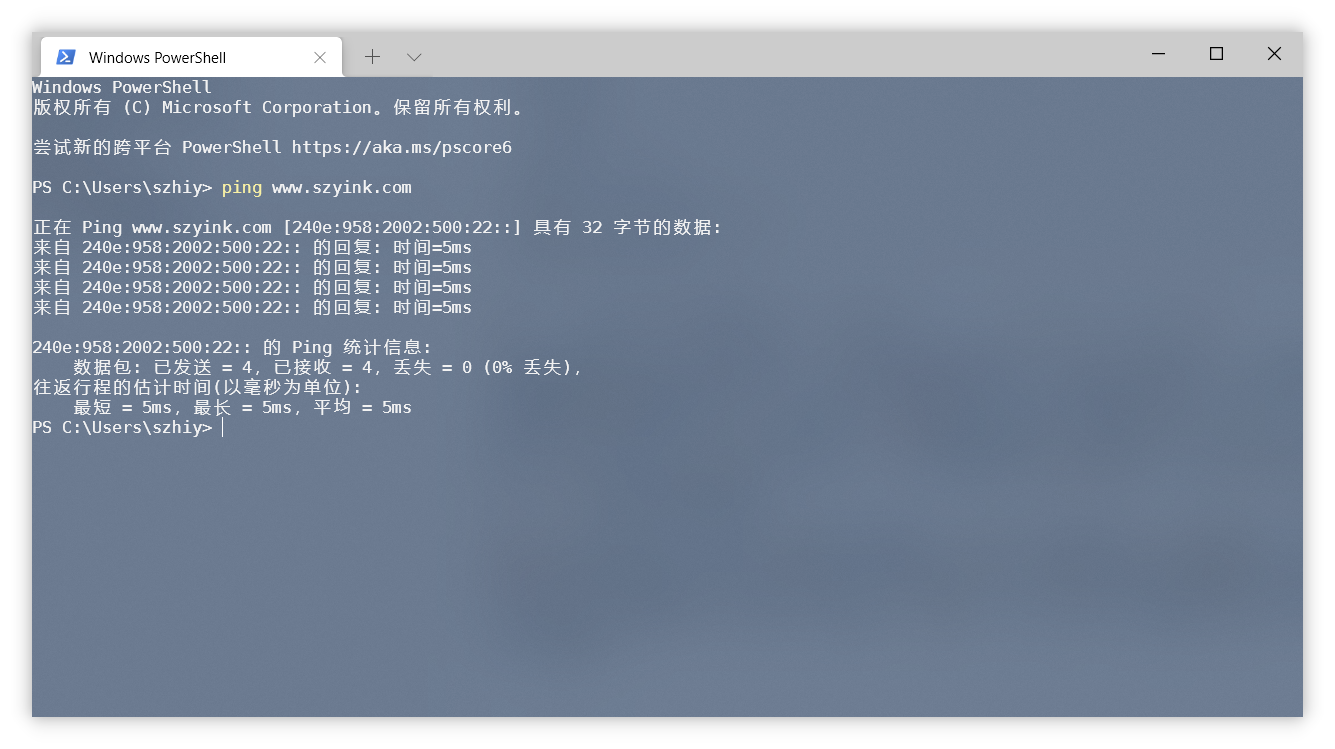 Windows PowerShell
Windows PowerShell
版权所有 (C) Microsoft Corporation。保留所有权利。
尝试新的跨平台 PowerShell https://aka.ms/pscore6
PS C:\Users\szhiy> ping www.szyink.com
正在 Ping www.szyink.com [240e:958:2002:500:22::] 具有 32 字节的数据:
来自 240e:958:2002:500:22:: 的回复: 时间=5ms
来自 240e:958:2002:500:22:: 的回复: 时间=5ms
来自 240e:958:2002:500:22:: 的回复: 时间=5ms
来自 240e:958:2002:500:22:: 的回复: 时间=5ms
240e:958:2002:500:22:: 的 Ping 统计信息:
    数据包: 已发送 = 4, 已接收 = 4, 丢失 = 0 (0% 丢失),
往返行程的估计时间(以毫秒为单位):
    最短 = 5ms, 最长 = 5ms, 平均 = 5ms
PS C:\Users\szhiy>